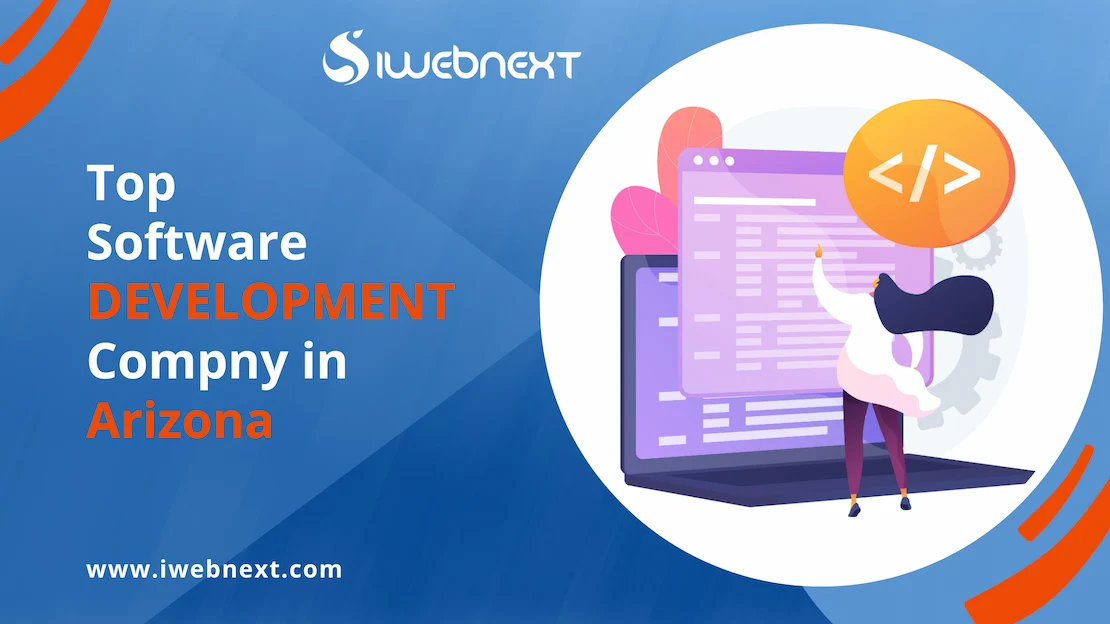 IWEBNEXT
Top
Software
DEVELOPMENT
Compny in
Arizona
www.iwebnext.com
</>